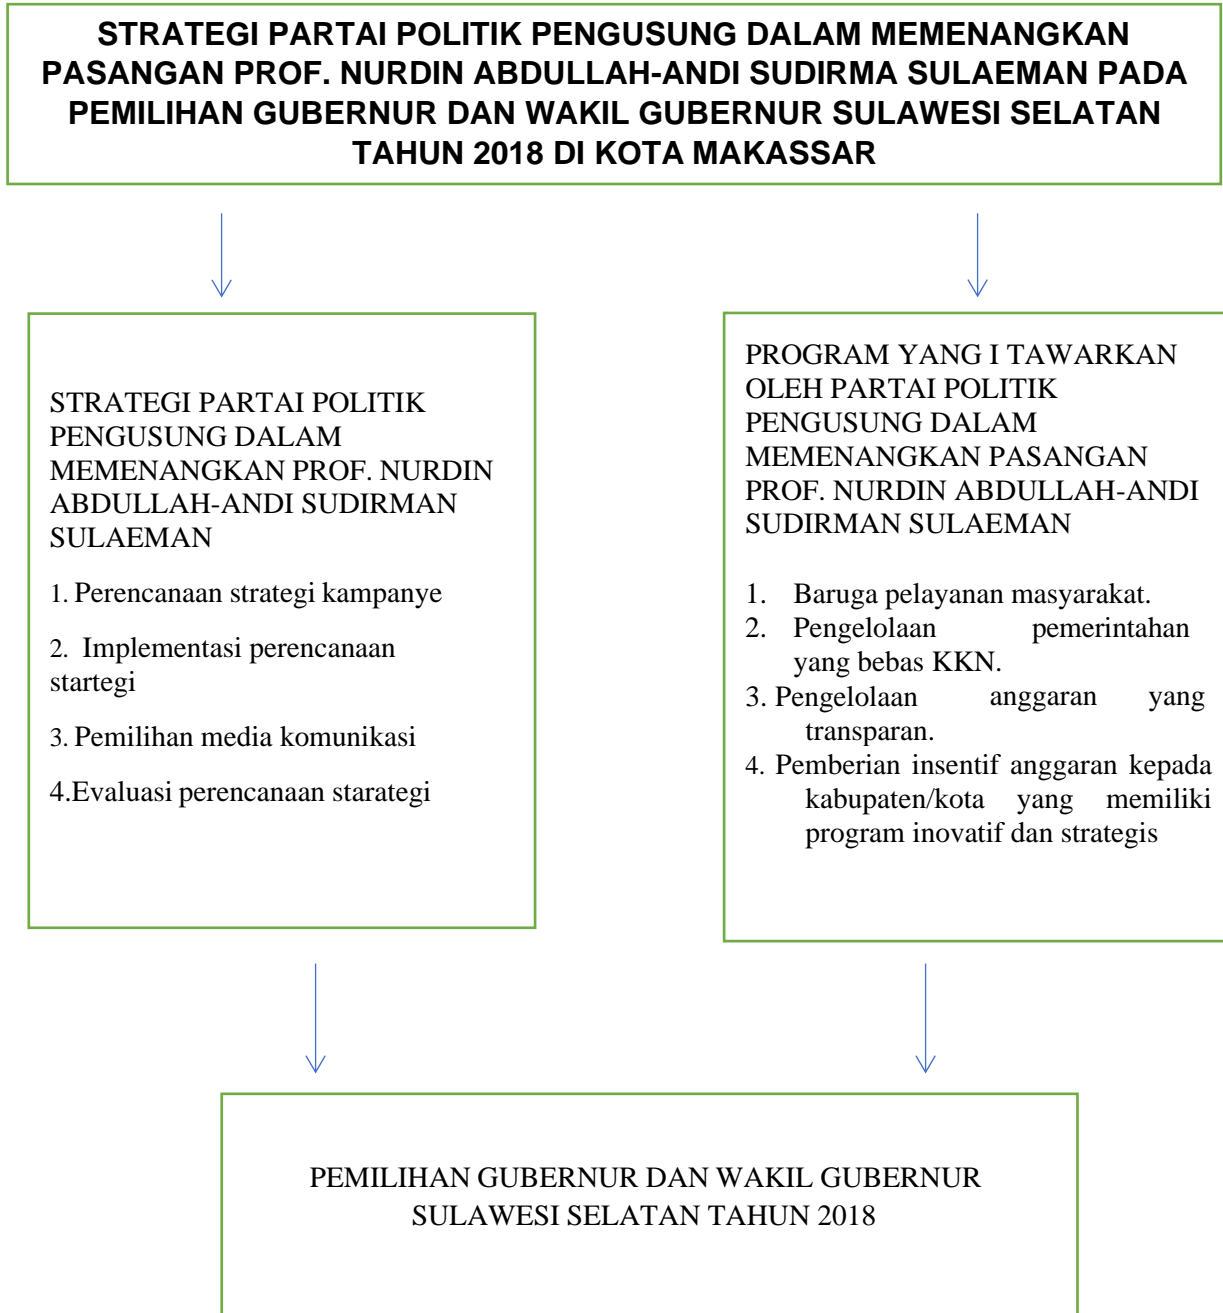 STRATEGI PARTAI POLITIK PENGUSUNG DALAM MEMENANGKAN
PASANGAN PROF. NURDIN ABDULLAH-ANDI SUDIRMA SULAEMAN PADA
PEMILIHAN GUBERNUR DAN WAKIL GUBERNUR SULAWESI SELATAN
TAHUN 2018 DI KOTA MAKASSAR
STRATEGI PARTAI POLITIK
PENGUSUNG DALAM
MEMENANGKAN PROF. NURDIN
ABDULLAH-ANDI SUDIRMAN
SULAEMAN
1. Perencanaan strategi kampanye
2. Implementasi perencanaan
startegi
3. Pemilihan media komunikasi
4.Evaluasi perencanaan starategi
PROGRAM YANG I TAWARKAN
OLEH PARTAI POLITIK
PENGUSUNG DALAM
MEMENANGKAN PASANGAN
PROF. NURDIN ABDULLAH-ANDI
SUDIRMAN SULAEMAN
1. Baruga pelayanan masyarakat.
2. Pengelolaan pemerintahan
yang bebas KKN.
3. Pengelolaan anggaran yang
transparan.
4. Pemberian insentif anggaran kepada
kabupaten/kota yang memiliki
program inovatif dan strategis
PEMILIHAN GUBERNUR DAN WAKIL GUBERNUR
SULAWESI SELATAN TAHUN 2018